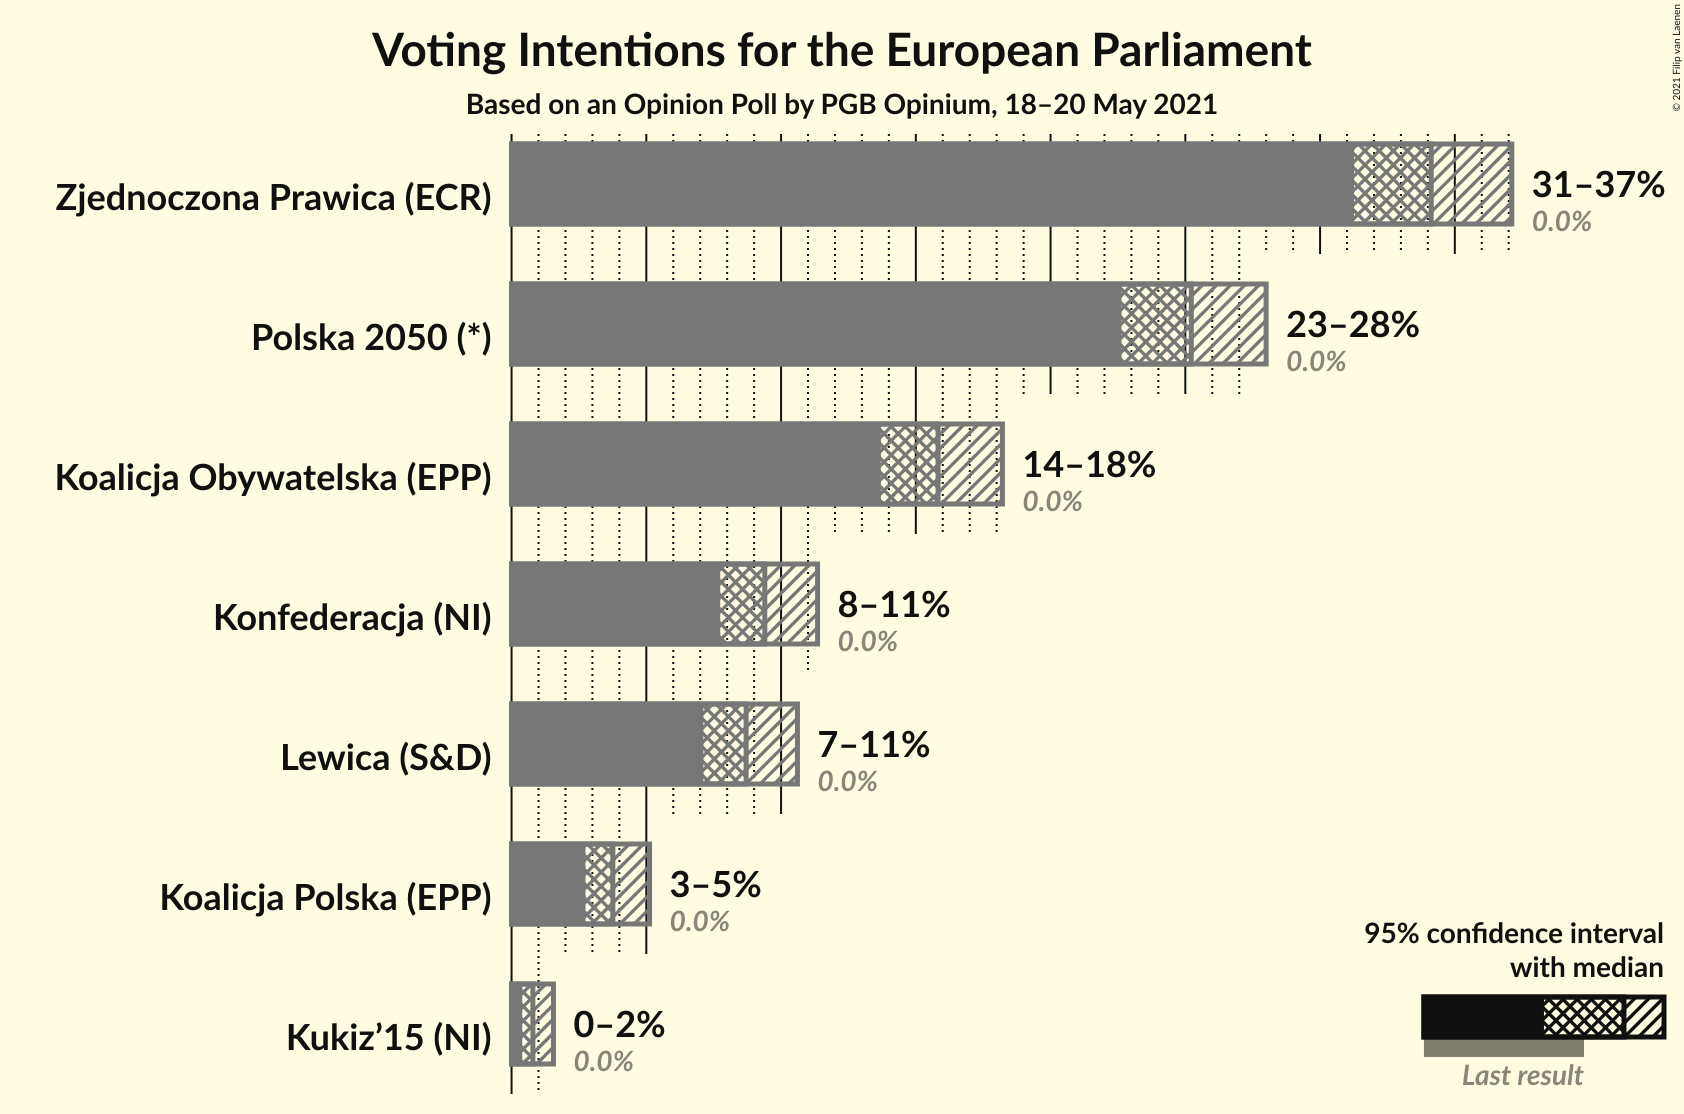 Voting Intentions for the European Parliament
Based on an Opinion Poll by PGB Opinium, 18–20 May 2021
© 2021 Filip van Laenen
Zjednoczona Prawica (ECR)
31–37%
0.0%
Polska 2050 (*)
23–28%
0.0%
Koalicja Obywatelska (EPP)
14–18%
0.0%
Konfederacja (NI)
8–11%
0.0%
Lewica (S&D)
7–11%
0.0%
Koalicja Polska (EPP)
3–5%
0.0%
Kukiz’15 (NI)
0–2%
0.0%
95% confidence interval
with median
Last result